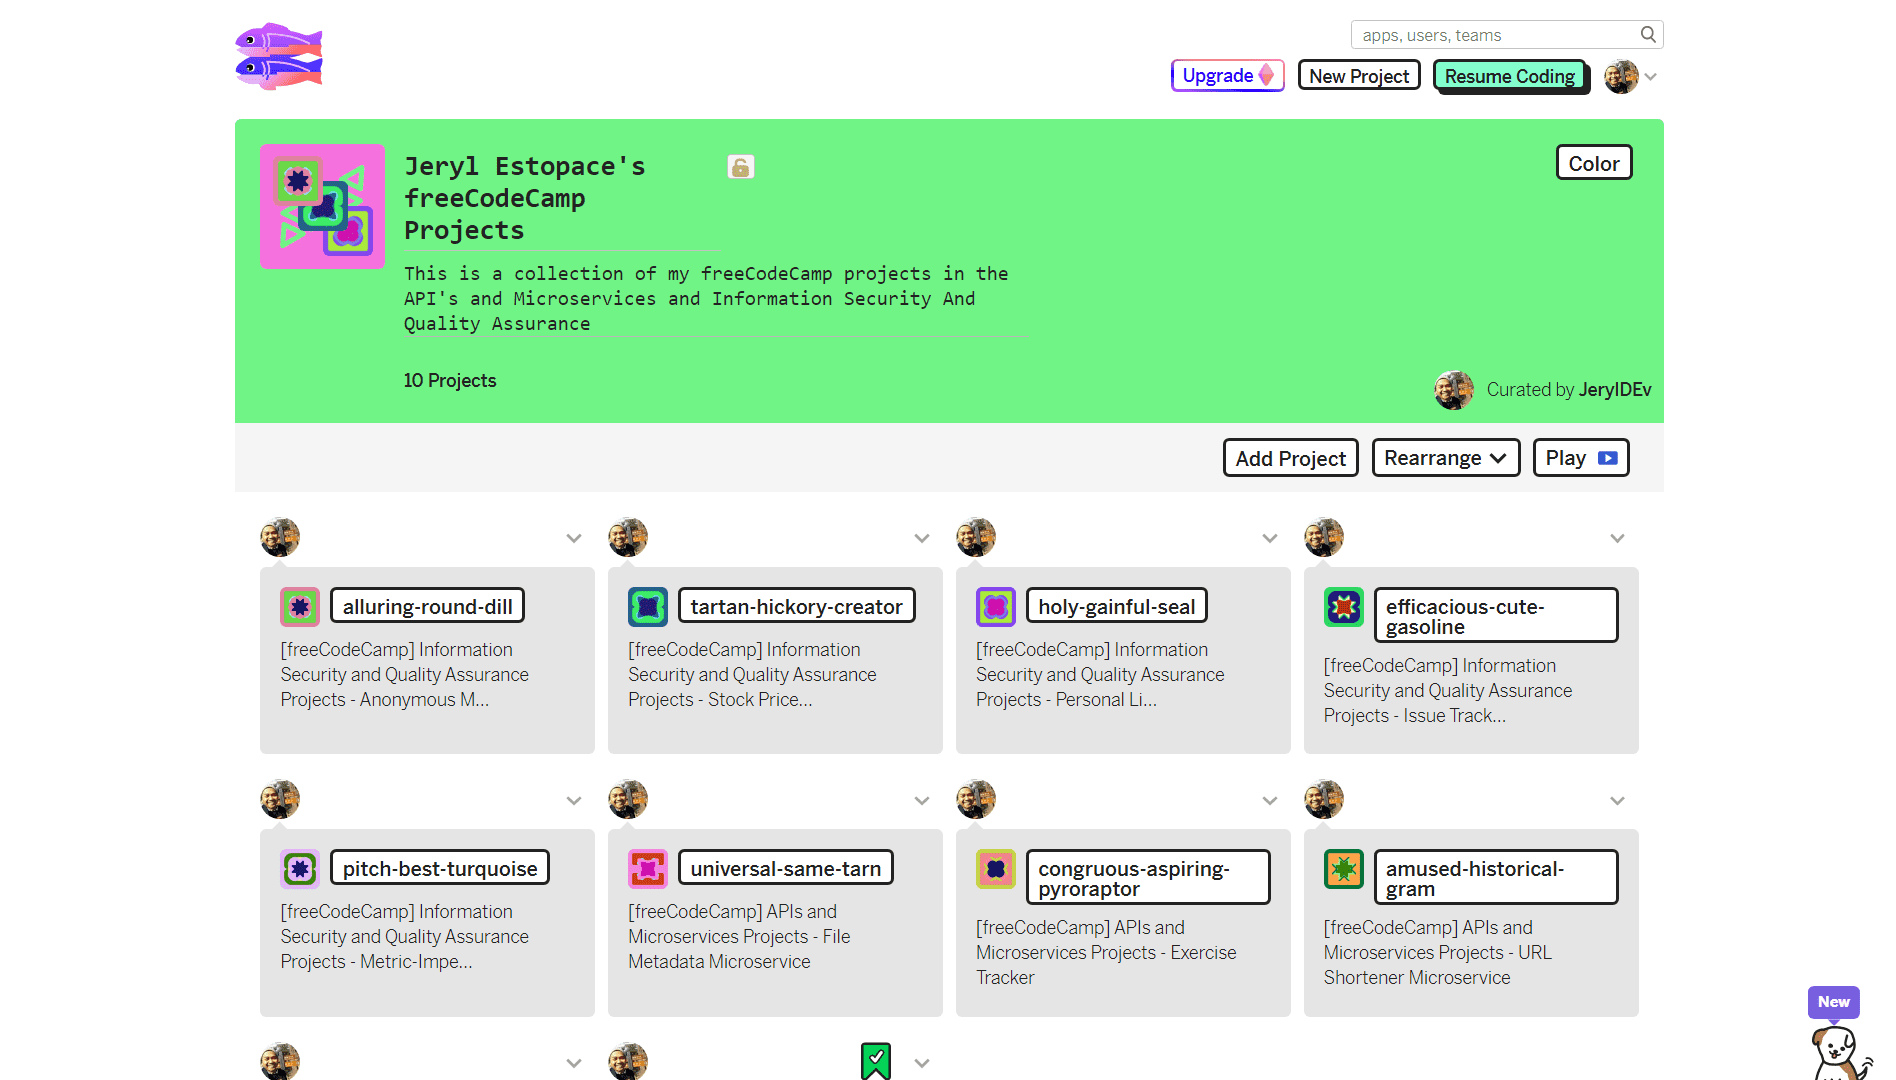 apps, users, teams
Upgrade
New Project
Resume Coding
Jeryl Estopace's
freeCodeCamp
Projects
Color
This is a collection of my freeCodeCamp projects in the
API's and Microservices and Information Security And
Quality Assurance
10 Projects
Curated by JerylDEv
Add Project
Rearrange
Play
alluring-round-dill
[freeCodeCamp] Information
Security and Quality Assurance
Projects - Anonymous M...
tartan-hickory-creator
[freeCodeCamp] Information
Security and Quality Assurance
Projects - Stock Price...
holy-gainful-seal
[freeCodeCamp] Information
Security and Quality Assurance
Projects - Personal Li...
efficacious-cute-
gasoline
[freeCodeCamp] Information
Security and Quality Assurance
Projects - Issue Track...
pitch-best-turquoise
[freeCodeCamp] Information
Security and Quality Assurance
Projects - Metric-Impe...
universal-same-tarn
[freeCodeCamp] APIs and
Microservices Projects - File
Metadata Microservice
congruous-aspiring-
pyroraptor
[freeCodeCamp] APIs and
Microservices Projects - Exercise
Tracker
amused-historical-
gram
[freeCodeCamp] APIs and
Microservices Projects - URL
Shortener Microservice
New